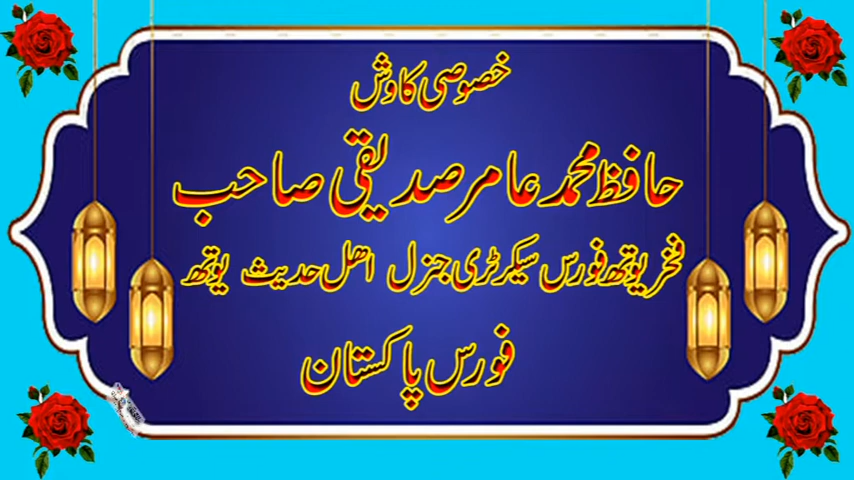 خصوصی کاوش
حافظ محمد عامر صدیقی صاحب
فخر یوتھ فورس سیکرٹری جنرل اھل حدیث یوتھ
فورس پاکستان